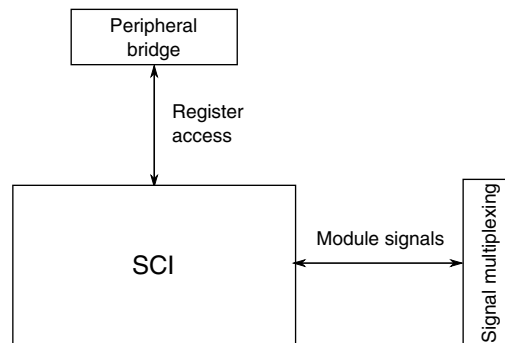 Peripheral
bridge
Register
access
SCI
Module signals
Signal multiplexing